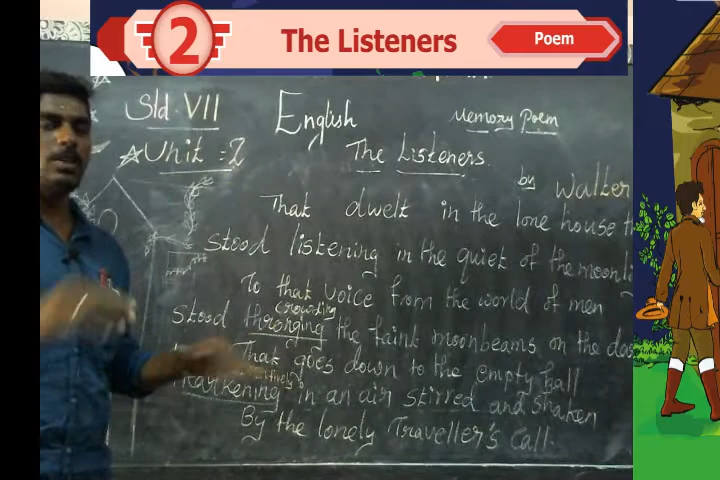 2 The Listeners Poem
Std. VII English Memory Poem
Unit : 2 The Listeners
by Walter
That dwelt in the lone house
Stood listening in the quiet of the
To that voice from the world of men
crowding
Stood thronging the faint moonbeams on the
That goes down to the empty hall
Harkening in an air stirred and shaken
By the lonely Traveller's Call.